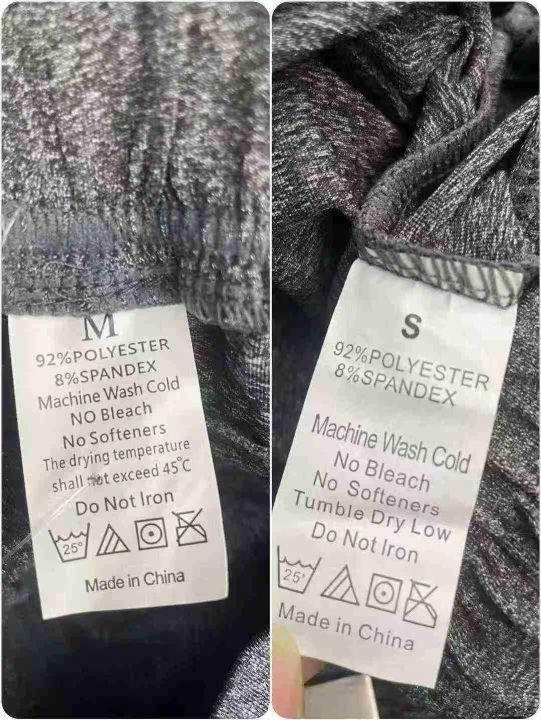 M
92%POLYESTER
8%SPANDEX
Machine Wash Cold
NO Bleach
No Softeners
The drying temperature
shall not exceed 45°C
Do Not Iron
25°
Made in China
S
92%POLYESTER
8%SPANDEX
Machine Wash Cold
No Bleach
No Softeners
Tumble Dry Low
Do Not Iron
25°
Made in China